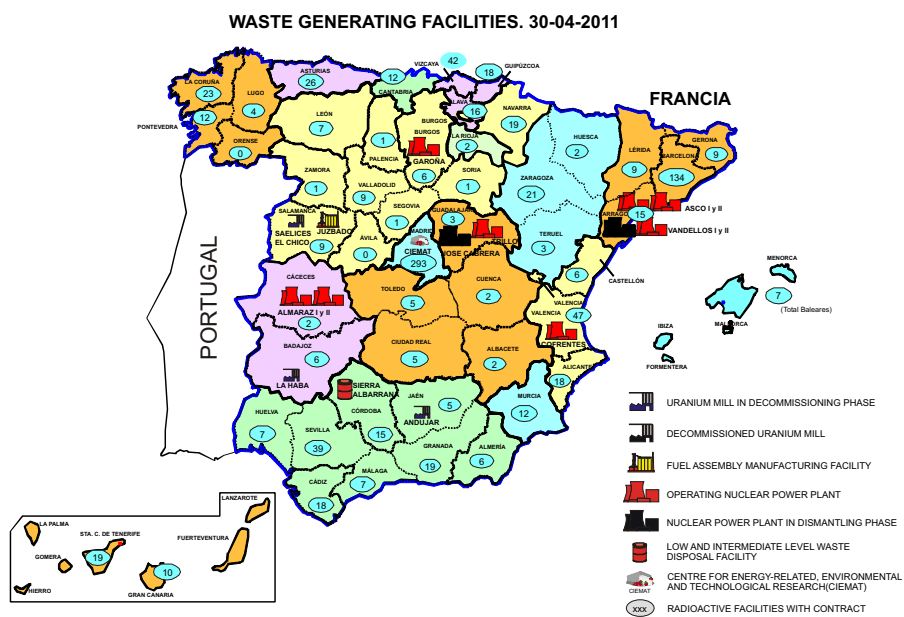 WASTE GENERATING FACILITIES. 30-04-2011
VIZCAYA
42
18
GUIPÚZCOA
ASTURIAS
26
12
CANTABRIA
LA CORUÑA
23
LUGO
4
12
PONTEVEDRA
ORENSE
0
LEÓN
7
1
PALENCIA
BURGOS
BURGOS
GAROÑA
6
16
LA RIOJA
2
NAVARRA
19
HUESCA
2
FRANCIA
LÉRIDA
9
GERONA
9
BARCELONA
134
ZAMORA
1
VALLADOLID
9
SORIA
1
ZARAGOZA
21
SEGOVIA
1
15
ASCO I y II
VANDELLOS I y II
SALAMANCA
SAELICES
EL CHICO
JUZBADO
9
ÁVILA
0
MADRID
CIEMAT
293
GUADALAJARA
3
TRILLO
JOSE CABRERA
TERUEL
3
6
CASTELLÓN
MENORCA
7
(Total Baleares)
MALLORCA
IBIZA
FORMENTERA
PORTUGAL
CÁCECES
ALMARAZ I y II
2
TOLEDO
5
CUENCA
2
VALENCIA
VALENCIA
47
COFRENTES
BADAJOZ
6
LA HABA
CIUDAD REAL
5
ALBACETE
2
ALICANTE
18
SIERRA
ALBARRANA
CÓRDOBA
15
JAÉN
5
ANDUJAR
MURCIA
12
HUELVA
7
SEVILLA
39
GRANADA
19
ALMERÍA
6
MÁLAGA
7
CÁDIZ
18
LANZAROTE
LA PALMA
STA. C. DE TENERIFE
19
FUERTEVENTURA
GOMERA
10
HIERRO
GRAN CANARIA
URANIUM MILL IN DECOMMISSIONING PHASE
DECOMMISSIONED URANIUM MILL
FUEL ASSEMBLY MANUFACTURING FACILITY
OPERATING NUCLEAR POWER PLANT
NUCLEAR POWER PLANT IN DISMANTLING PHASE
LOW AND INTERMEDIATE LEVEL WASTE
DISPOSAL FACILITY
CIEMAT
CENTRE FOR ENERGY-RELATED, ENVIRONMENTAL
AND TECHNOLOGICAL RESEARCH(CIEMAT)
xxx
RADIOACTIVE FACILITIES WITH CONTRACT